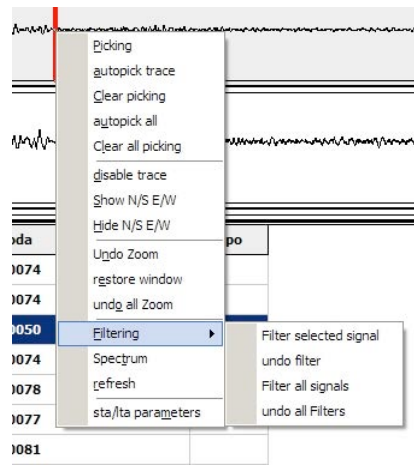 Picking
autopick trace
Clear picking
autopick all
Clear all picking
disable trace
Show N/S E/W
Hide N/S E/W
oda
po
Undo Zoom
0074
restore window
0074
undo all Zoom
0050
Filtering
Filter selected signal
0074
Spectrum
undo filter
0078
refresh
Filter all signals
0077
sta/lta parameters
undo all Filters
0081